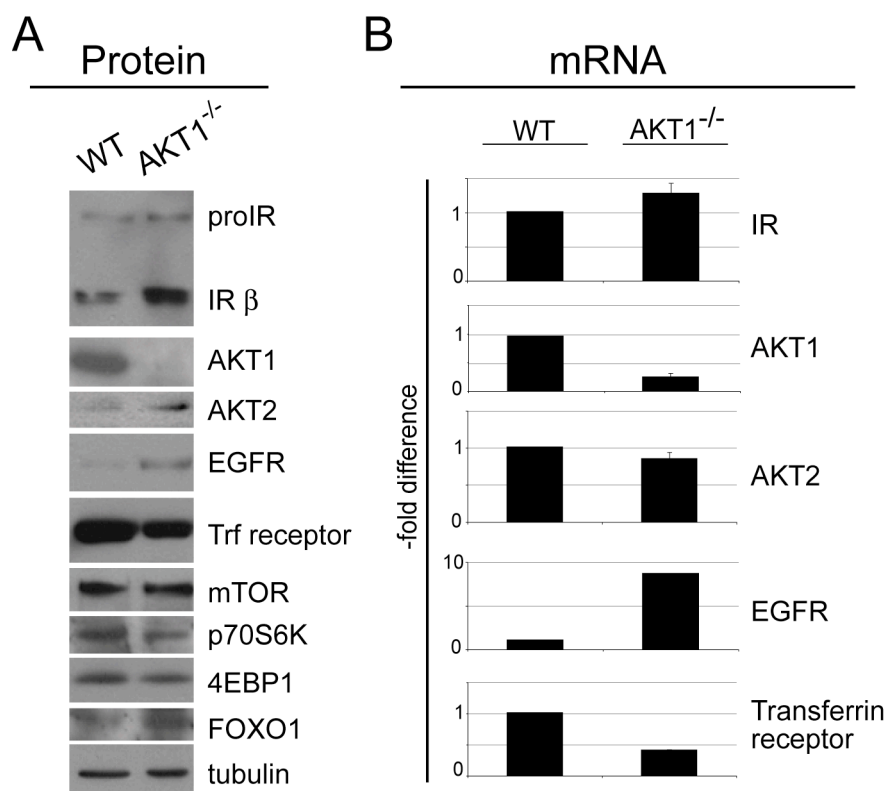 A
Protein
WT AKT1-/-
proIR
IR β
AKT1
AKT2
EGFR
Trf receptor
mTOR
p70S6K
4EBP1
FOXO1
tubulin
B
mRNA
WT AKT1-/-
-fold difference
1
0
IR
1
0
AKT1
1
0
AKT2
10
1
0
EGFR
1
0
Transferrin
receptor